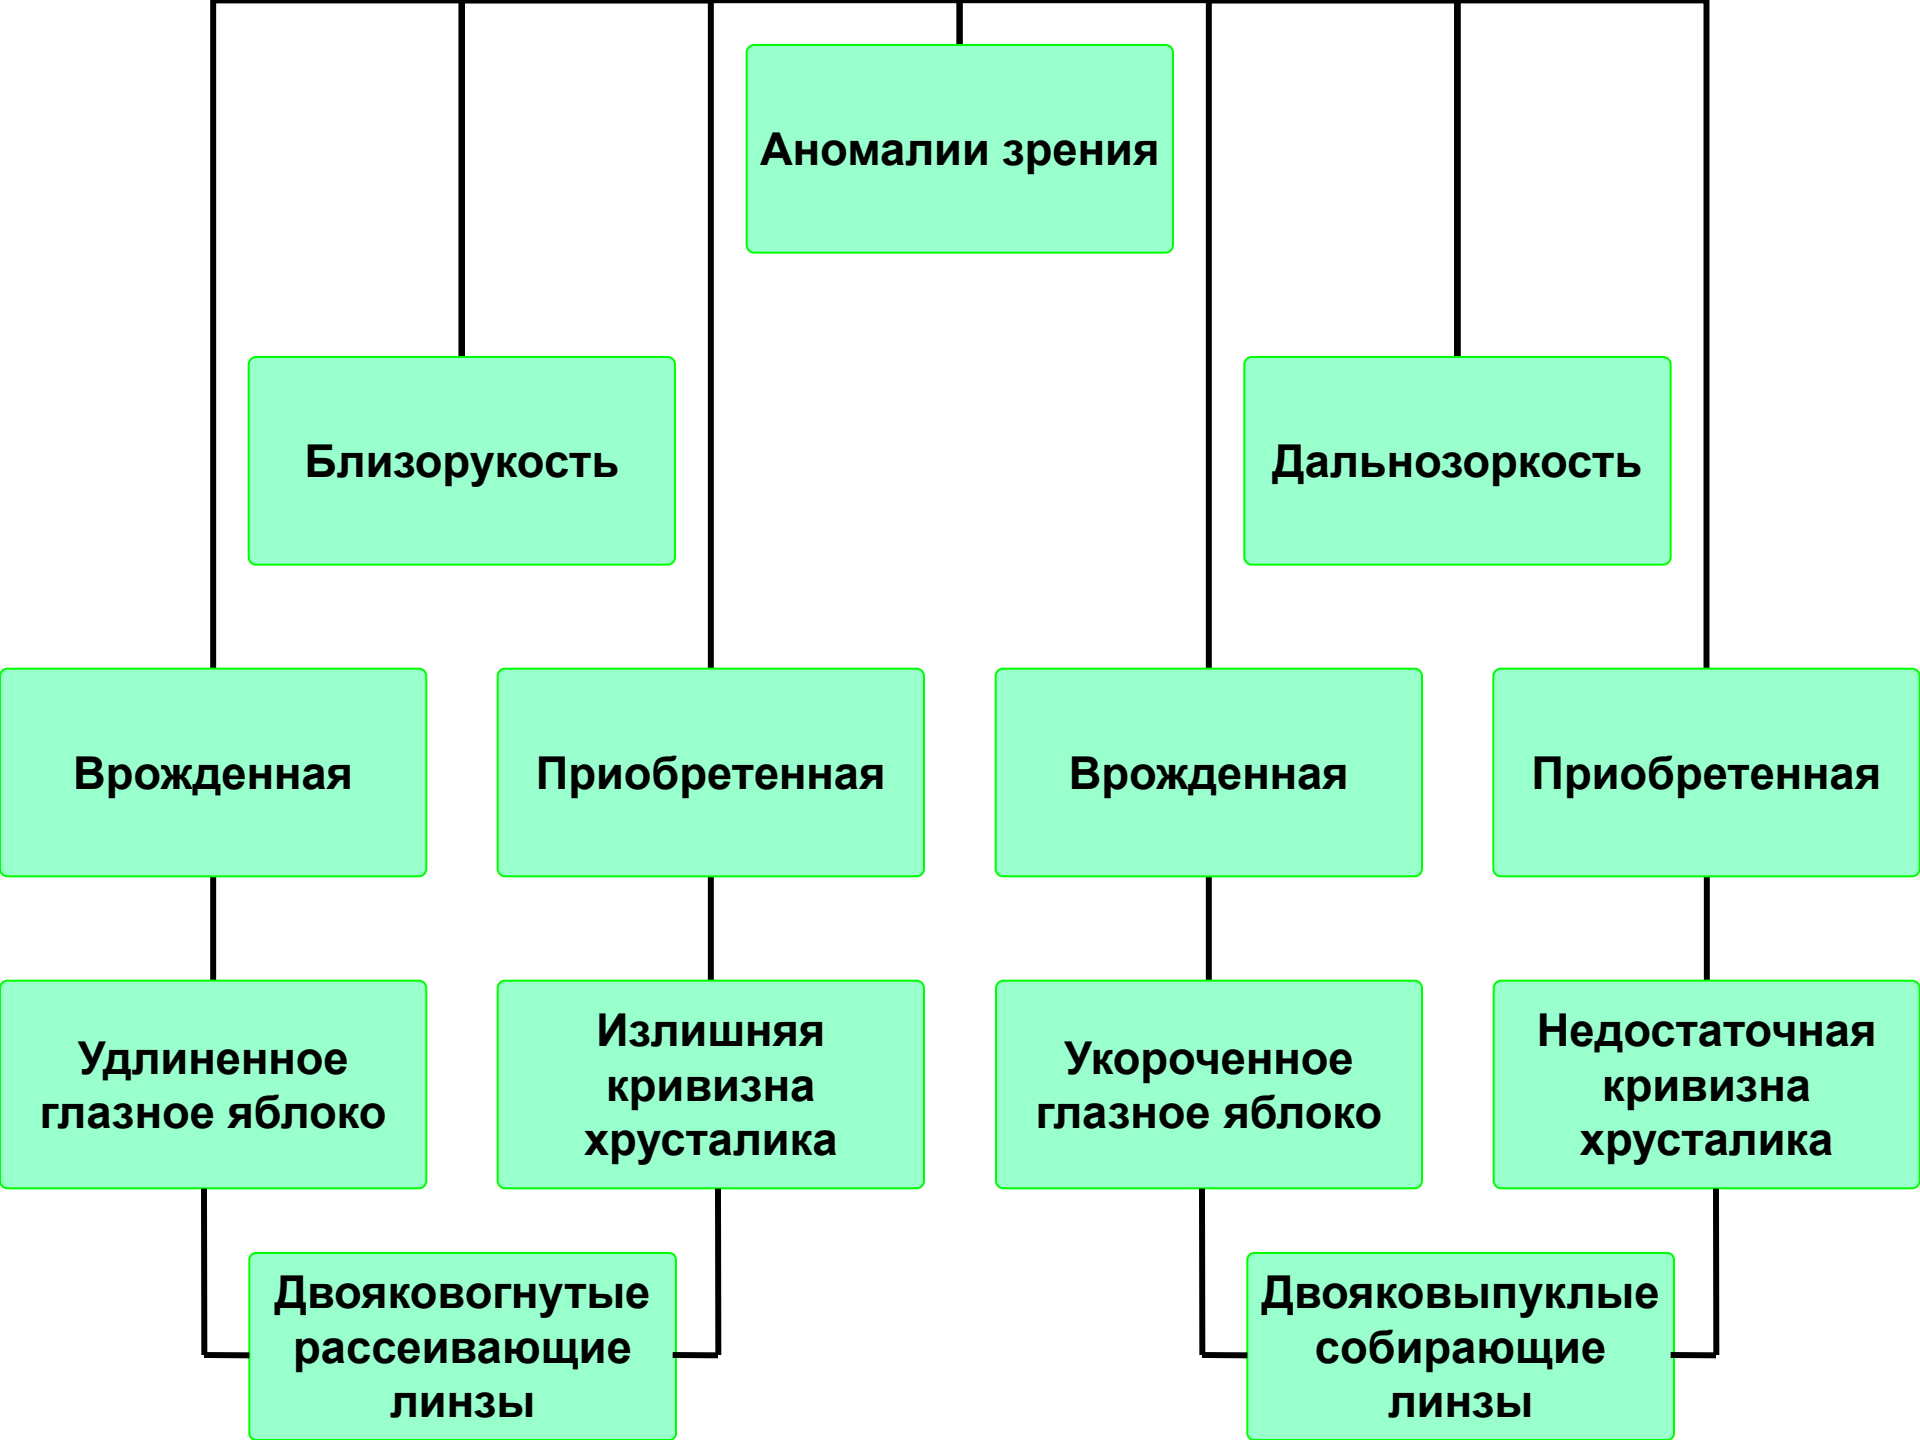 Аномалии зрения
Близорукость
Дальнозоркость
Врожденная
Приобретенная
Врожденная
Приобретенная
Удлиненное
глазное яблоко
Излишняя
кривизна
хрусталика
Укороченное
глазное яблоко
Недостаточная
кривизна
хрусталика
Двояковогнутые
рассеивающие
линзы
Двояковыпуклые
собирающие
линзы